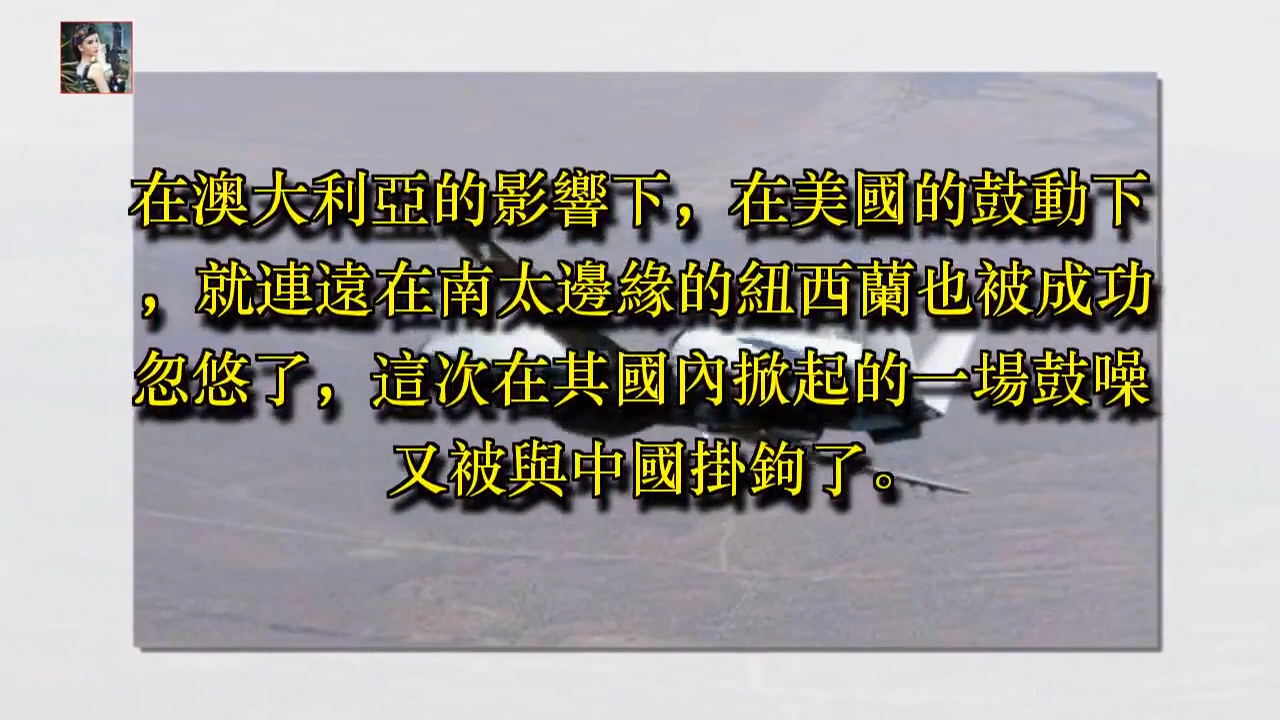 在澳大利亞的影響下，在美國的鼓動下
，就連遠在南太邊緣的紐西蘭也被成功
忽悠了，這次在其國內掀起的一場鼓噪
又被與中國掛鉤了。